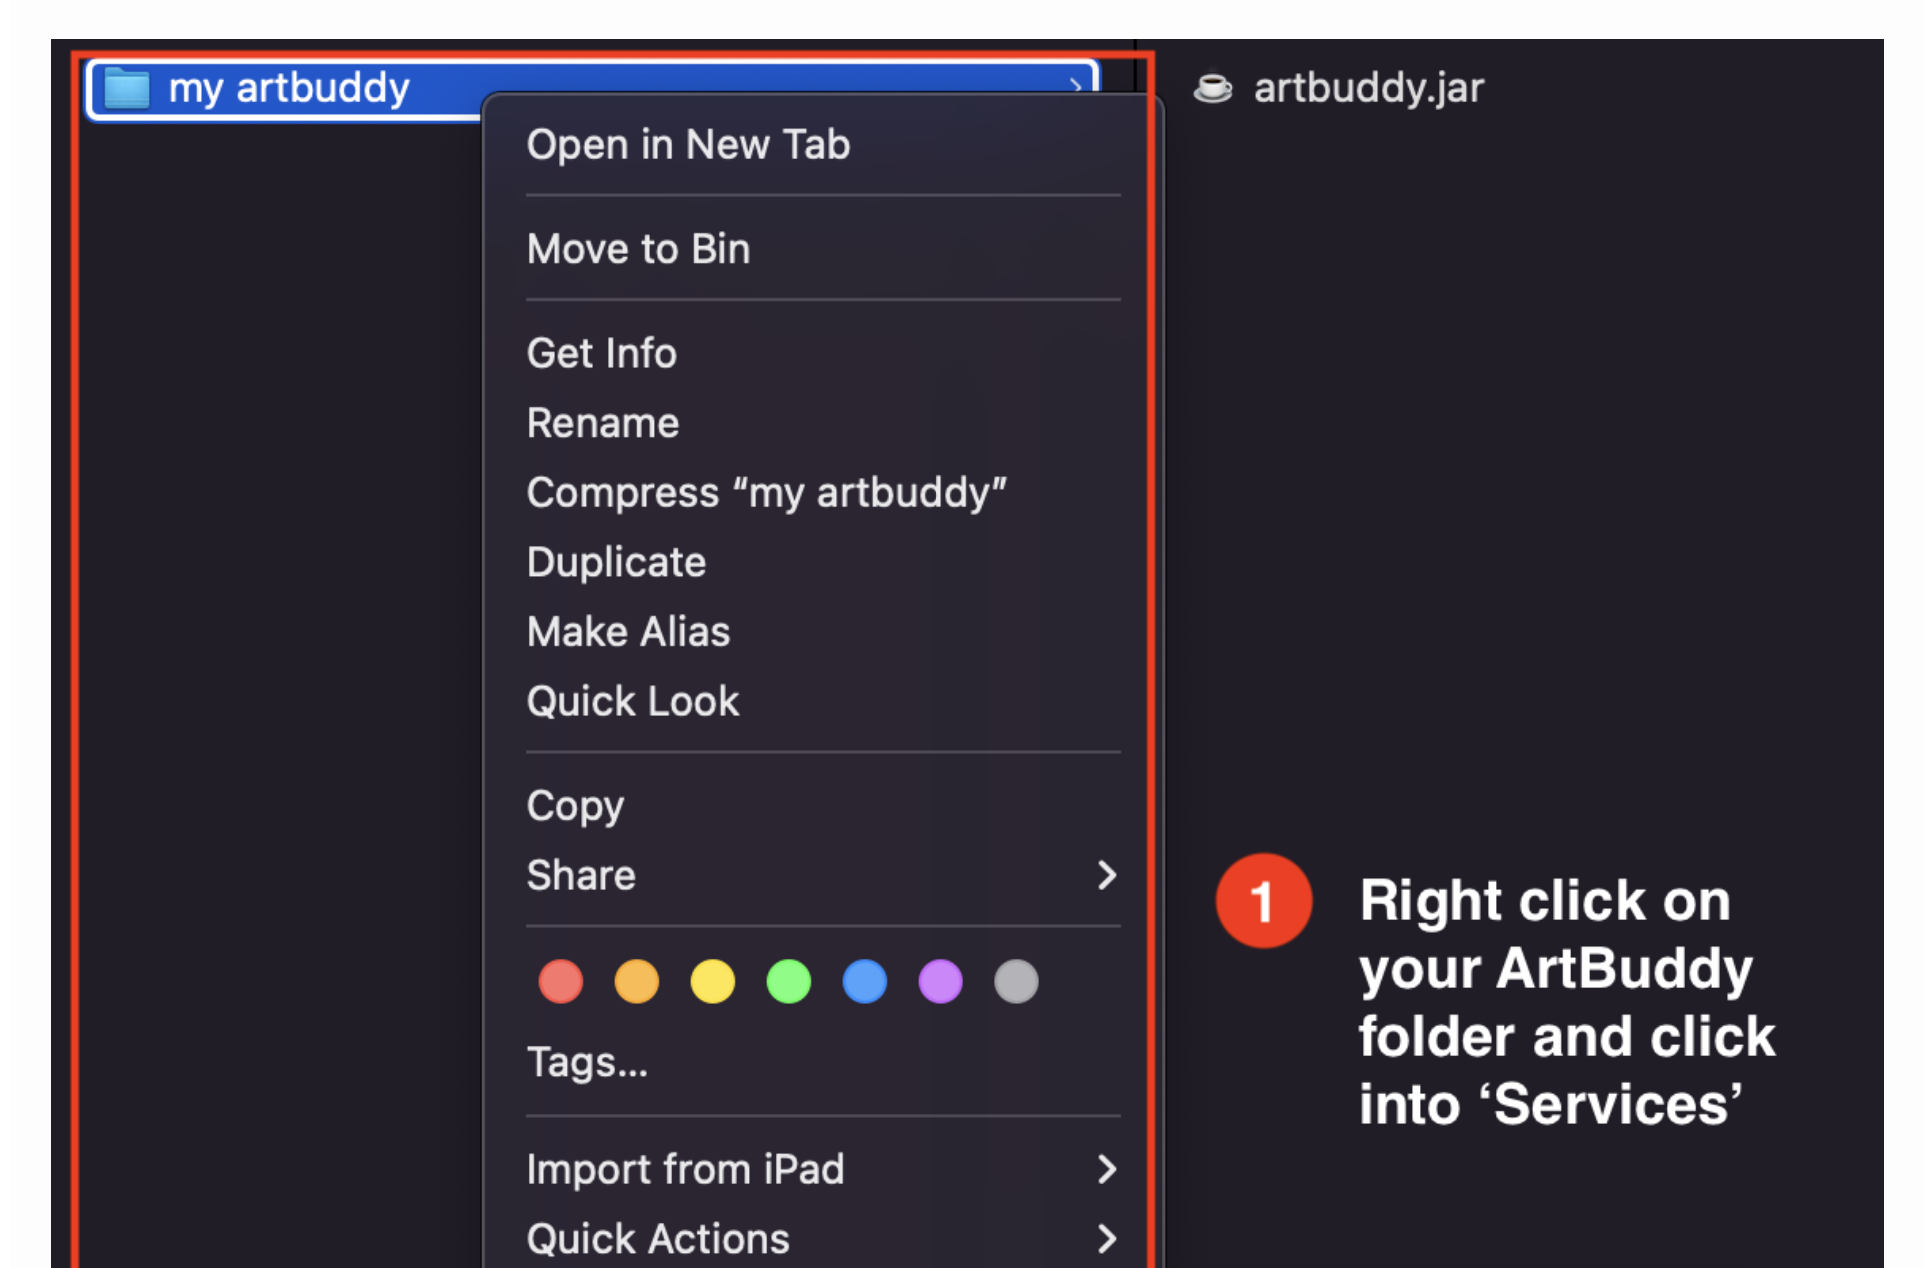 my artbuddy
artbuddy.jar
Open in New Tab
Move to Bin
Get Info
Rename
Compress “my artbuddy”
Duplicate
Make Alias
Quick Look
Copy
Share
Tags...
Import from iPad
Quick Actions
1
Right click on
your ArtBuddy
folder and click
into ‘Services’